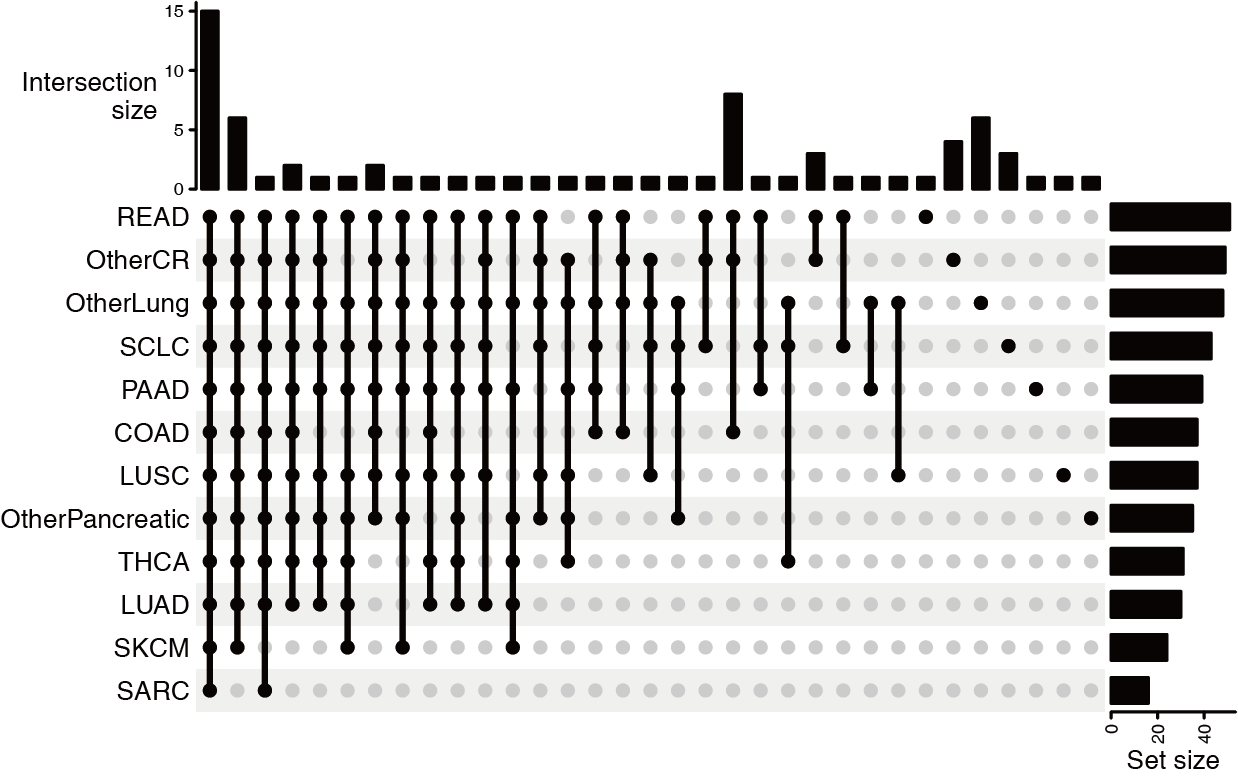 15
10
Intersection
size
5
0
READ
OtherCR
OtherLung
SCLC
PAAD
COAD
LUSC
OtherPancreatic
THCA
LUAD
SKCM
SARC
0 20 40
Set size